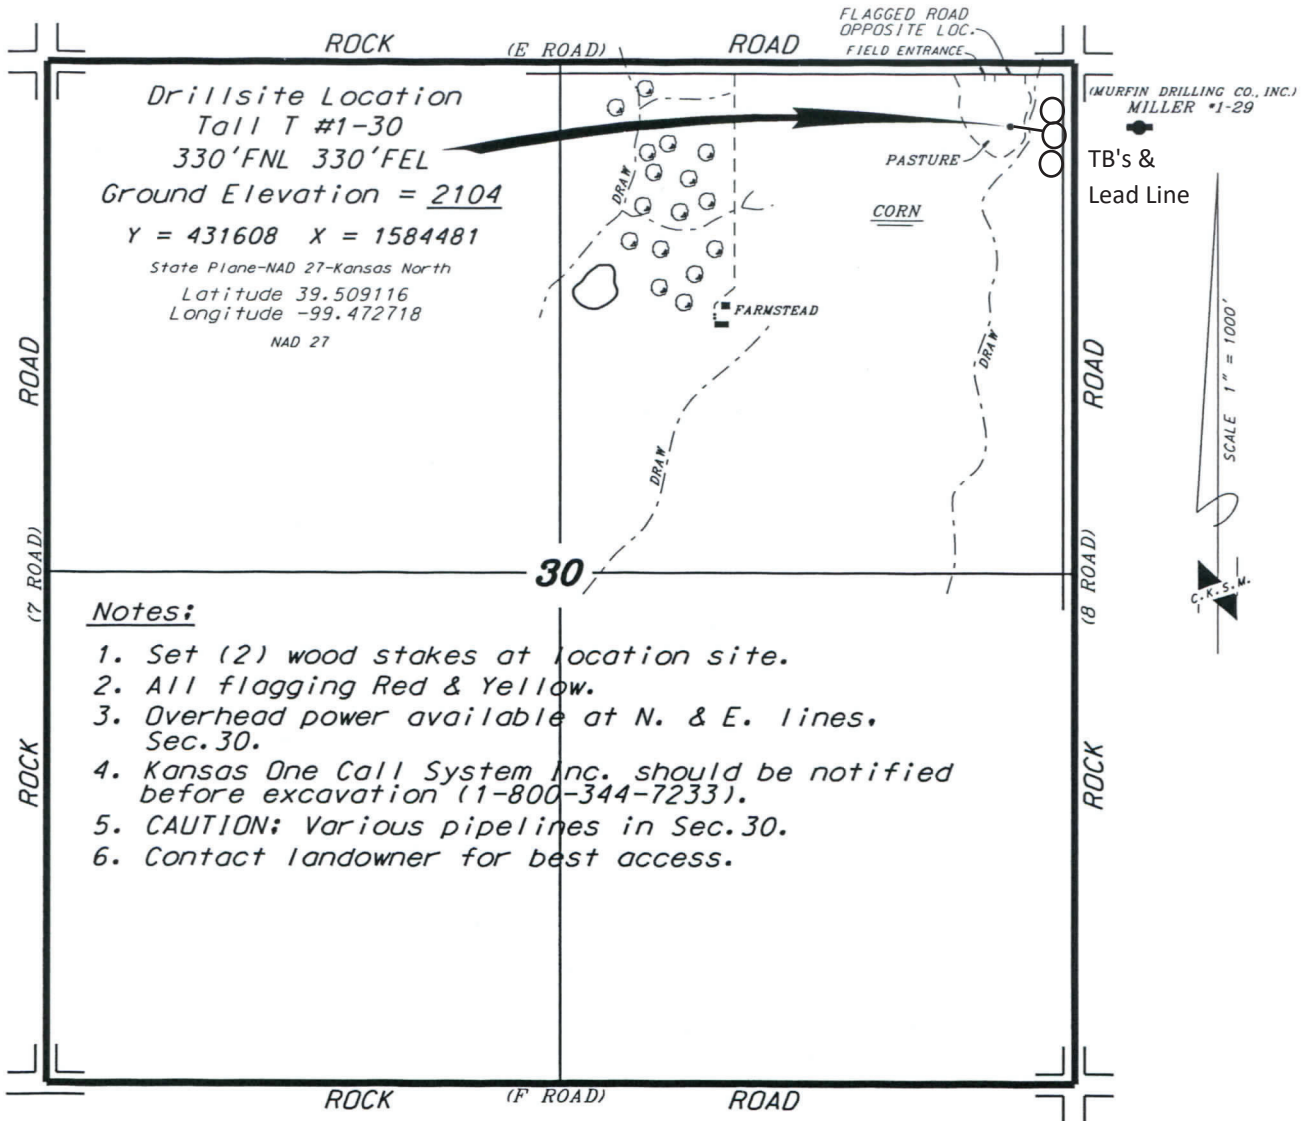 FLAGGED ROAD
OPPOSITE LOC.
FIELD ENTRANCE
ROCK (E ROAD) ROAD
Drillsite Location
Tall T #1-30
330'FNL 330'FEL
Ground Elevation = 2104
Y = 431608 X = 1584481
State Plane-NAD 27-Kansas North
Latitude 39.509116
Longitude -99.472718
NAD 27
(MURFIN DRILLING CO., INC.)
MILLER #1-29
TB's &
Lead Line
PASTURE
CORN
DRAW
FARMSTEAD
DRAW
DRAW
ROAD
(7 ROAD)
ROCK
ROAD
(8 ROAD)
ROCK
SCALE 1" = 1000'
C.K.S.M.
30
Notes:
1. Set (2) wood stakes at location site.
2. All flagging Red & Yellow.
3. Overhead power available at N. & E. lines.
Sec.30.
4. Kansas One Call System Inc. should be notified
before excavation (1-800-344-7233).
5. CAUTION: Various pipelines in Sec.30.
6. Contact landowner for best access.
ROCK (F ROAD) ROAD